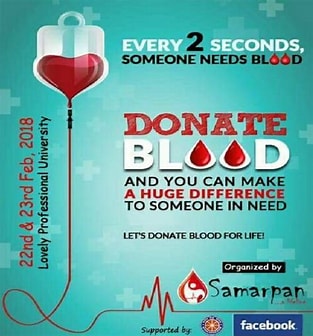 EVERY 2 SECONDS,
SOMEONE NEEDS BLOOD
DONATE
BLOOD
AND YOU CAN MAKE
A HUGE DIFFERENCE
TO SOMEONE IN NEED
LET'S DONATE BLOOD FOR LIFE!
22nd & 23rd Feb, 2018
Lovely Professional University
Organized by
Samarpan
Supported by:
facebook